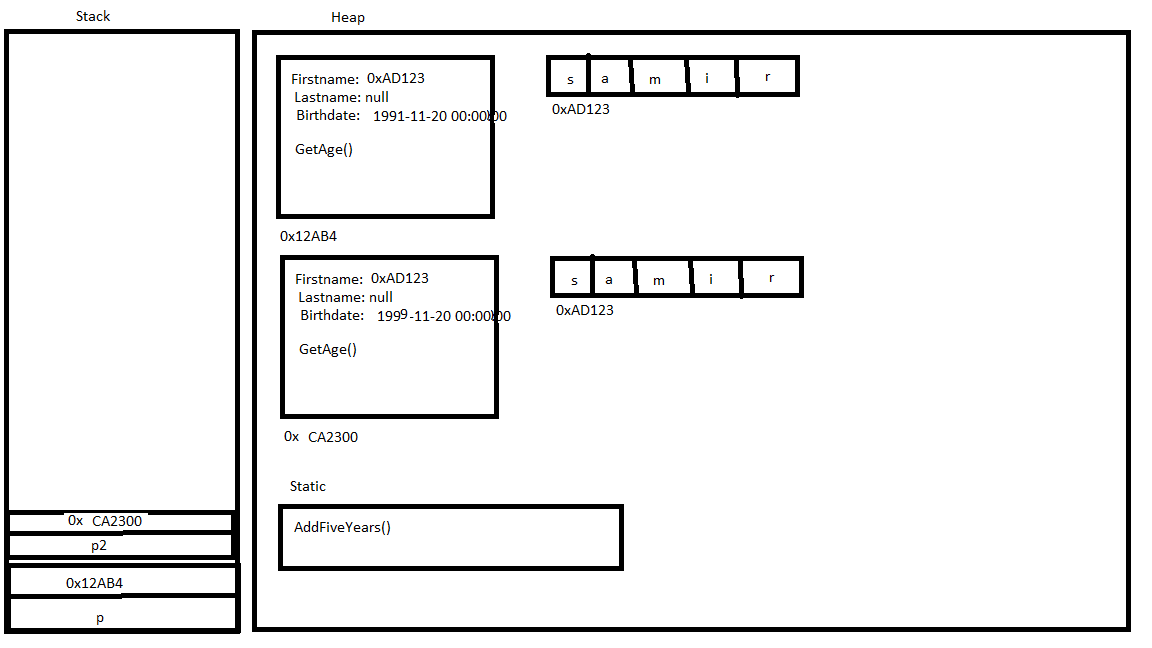 Stack
Heap
Firstname: 0xAD123
Lastname: null
Birthdate: 1991-11-20 00:00:00
GetAge()
0x12AB4
s a m i r
0xAD123
Firstname: 0xAD123
Lastname: null
Birthdate: 1999-11-20 00:00:00
GetAge()
0x CA2300
s a m i r
0xAD123
Static
AddFiveYears()
0x CA2300
p2
0x12AB4
p